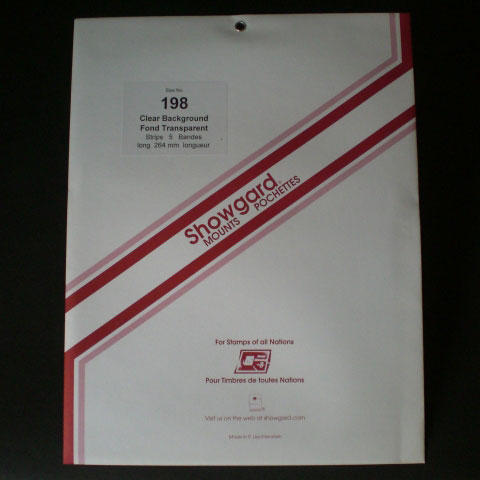 Size No.
198
Clear Background
Fond Transparent
Strips 5 Bandes
long 264 mm longueur
Showgard
MOUNTS POCHETTES
For Stamps of all Nations
Pour Timbres de toutes Nations
Visit us on the web at showgard.com
Made in F. Liechtenstein